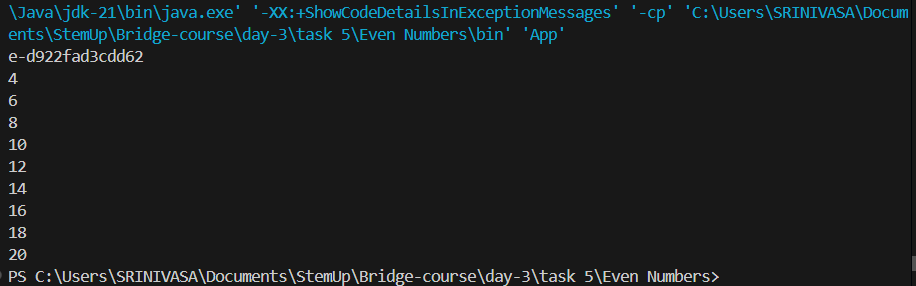 \Java\jdk-21\bin\java.exe' '-XX:+ShowCodeDetailsInExceptionMessages' '-cp' 'C:\Users\SRINIVASA\Docum
ents\StemUp\Bridge-course\day-3\task 5\Even Numbers\bin' 'App'
e-d922fad3cdd62
4
6
8
10
12
14
16
18
20
PS C:\Users\SRINIVASA\Documents\StemUp\Bridge-course\day-3\task 5\Even Numbers>